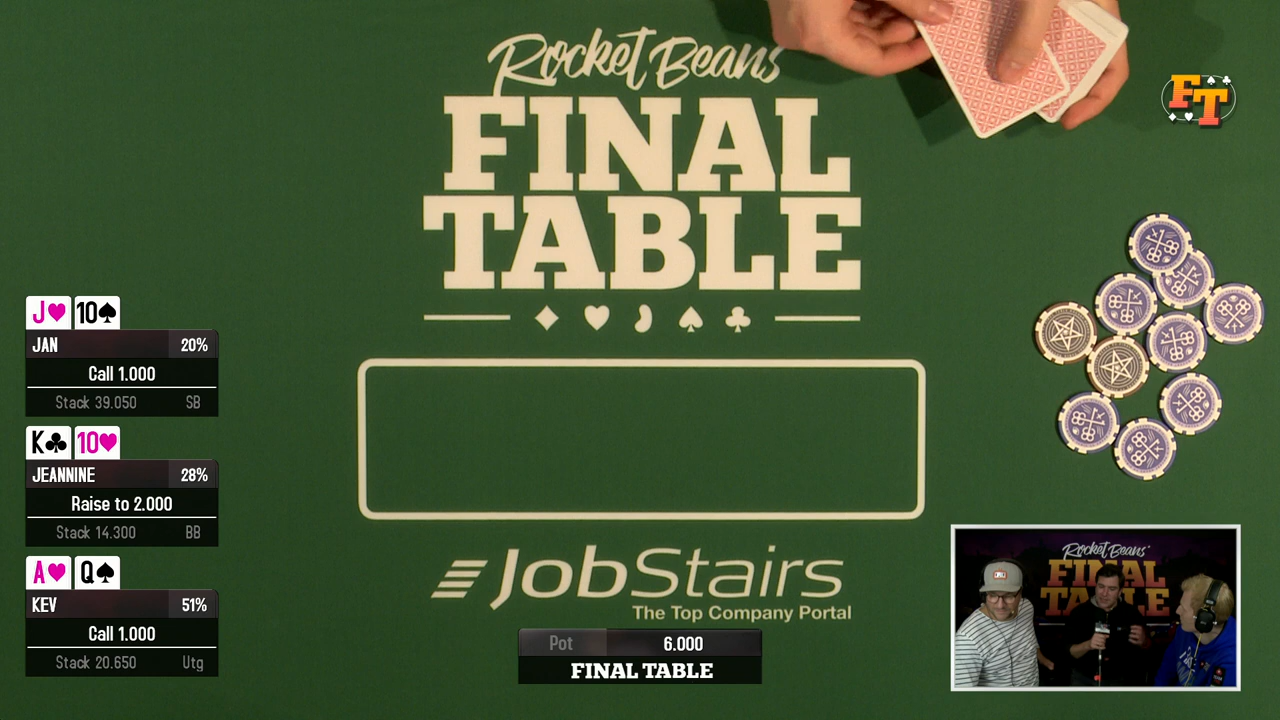 Rocket Beans
FINAL
TABLE
FT
J♥ 10♠
JAN 20%
Call 1.000
Stack 39.050 SB
K♣ 10♥
JEANNINE 28%
Raise to 2.000
Stack 14.300 BB
A♥ Q♠
KEV 51%
Call 1.000
Stack 20.650 Utg
JobStairs
The Top Company Portal
Pot 6.000
FINAL TABLE
Rocket Beans
FINAL
TABLE